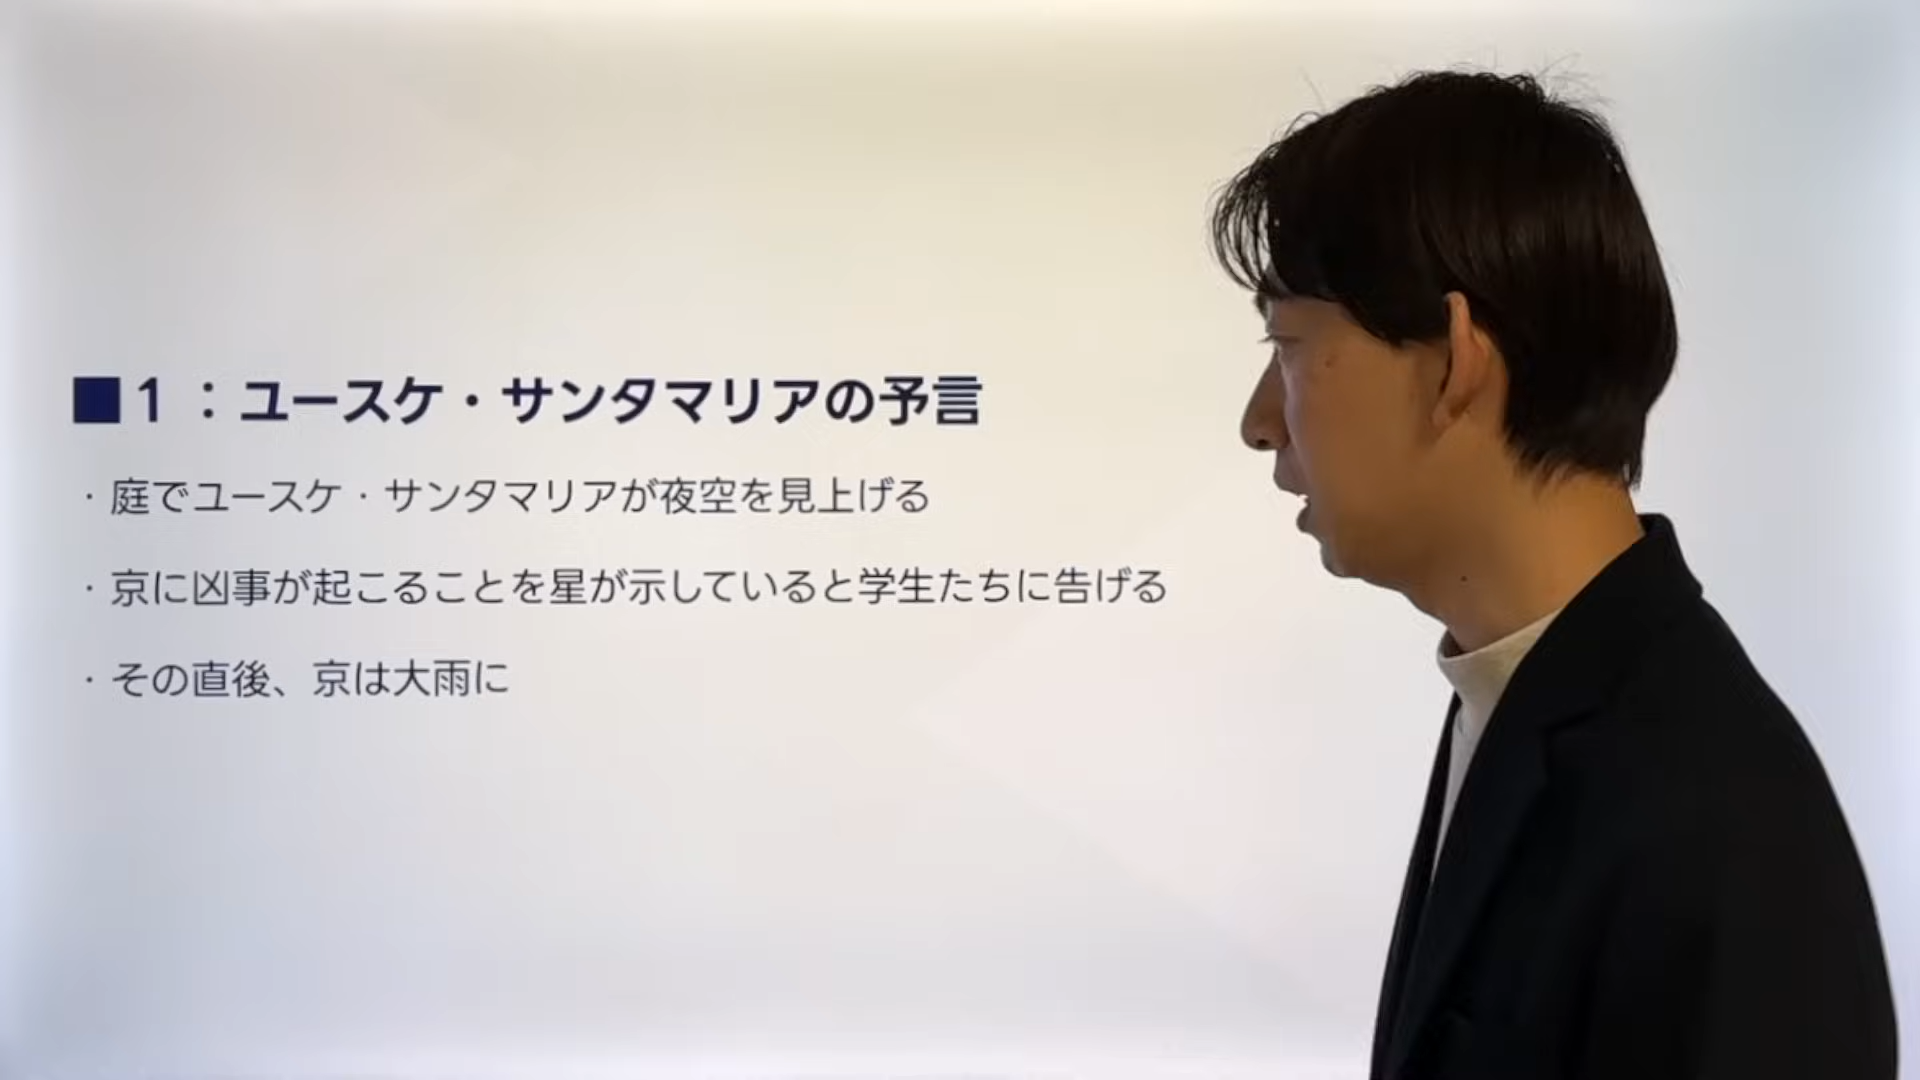 ■１：ユースケ・サンタマリアの予言
・庭でユースケ・サンタマリアが夜空を見上げる
・京に凶事が起こることを星が示していると学生たちに告げる
・その直後、京は大雨に